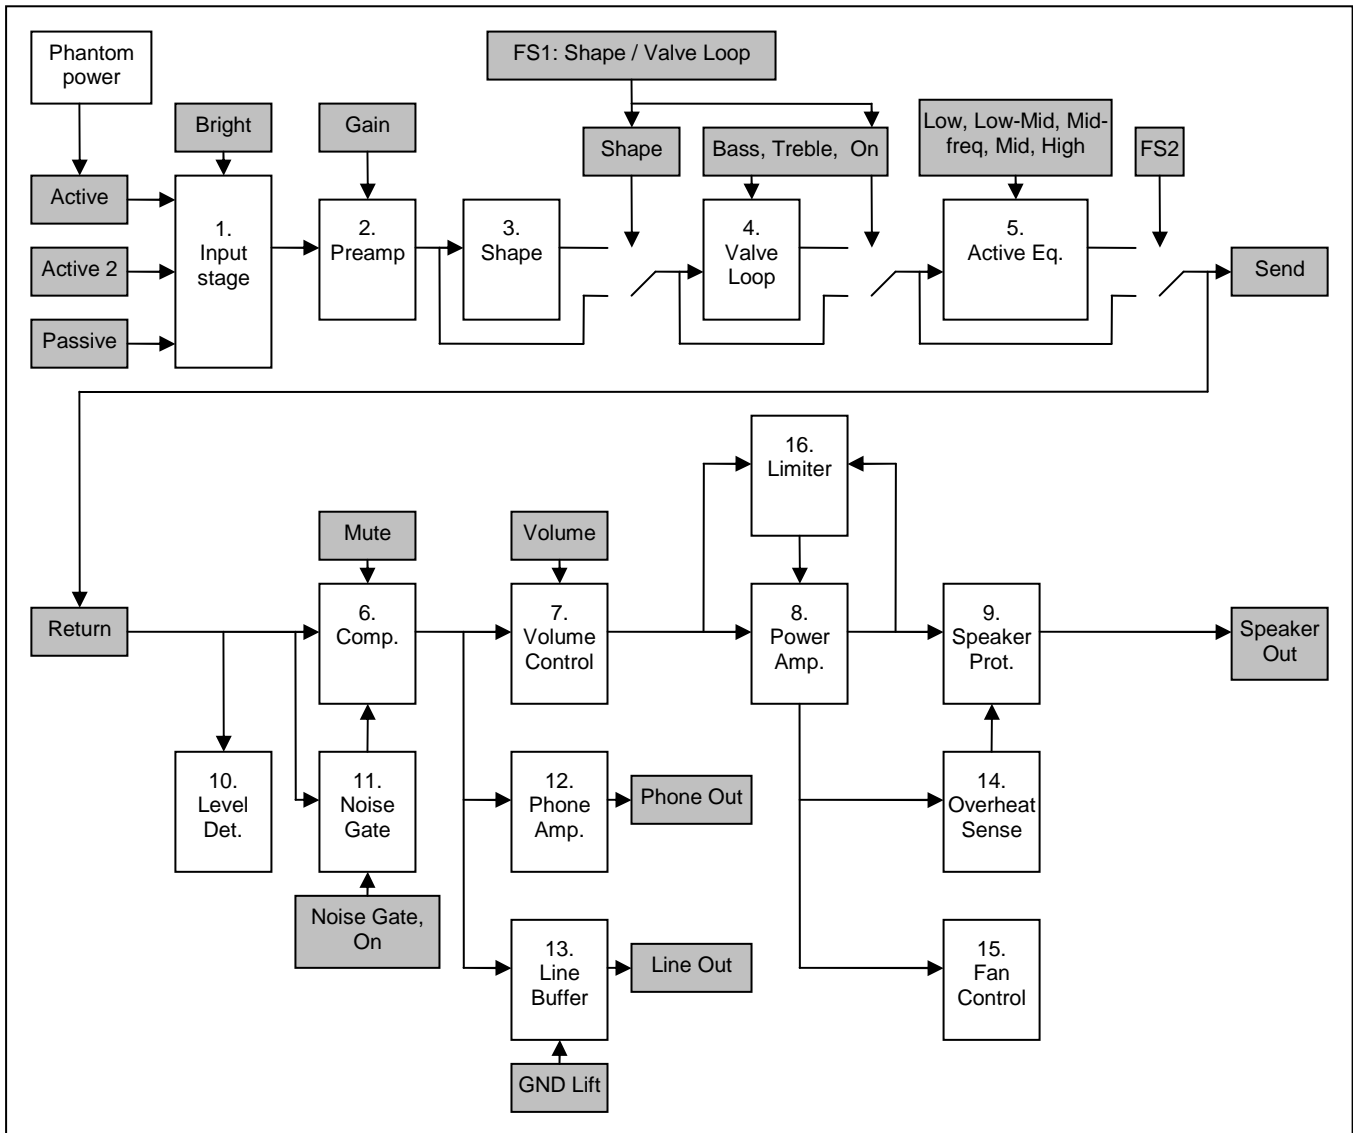 Phantom
power
FS1: Shape / Valve Loop
Bright
Gain
Shape
Bass, Treble,  On
Low, Low-Mid, Mid-
freq, Mid, High
FS2
Active
Active 2
Passive
1.
Input
stage
2.
Preamp
3.
Shape
4.
Valve
Loop
5.
Active Eq.
Send
16.
Limiter
Mute
Volume
Return
6.
Comp.
7.
Volume
Control
8.
Power
Amp.
9.
Speaker
Prot.
Speaker
Out
10.
Level
Det.
11.
Noise
Gate
12.
Phone
Amp.
Phone Out
14.
Overheat
Sense
Noise Gate,
On
13.
Line
Buffer
Line Out
15.
Fan
Control
GND Lift